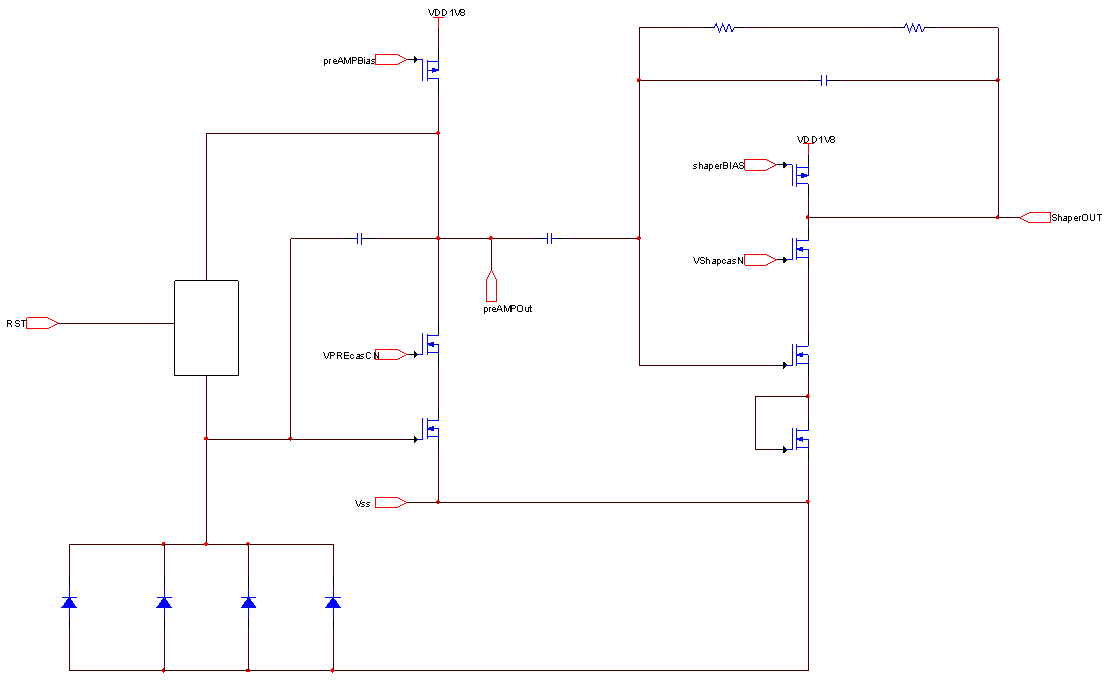 VDD1V8
preAMPBias
VDD1V8
shaperBIAS
ShaperOUT
VShapcasN
preAMPOut
RST
VPREcasCN
Vss